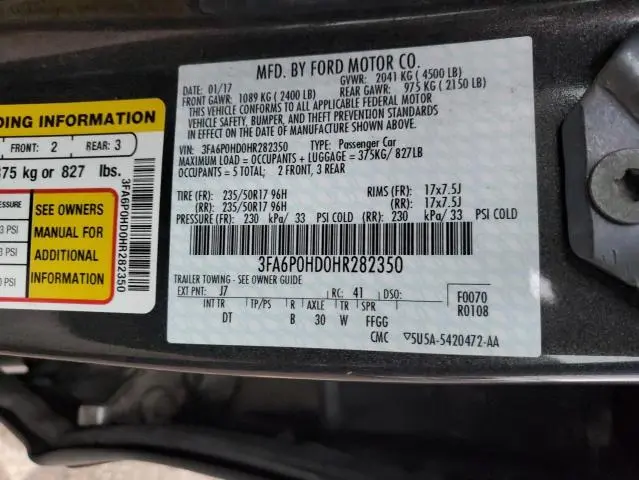 MFD. BY FORD MOTOR CO.
01/17 GVWR: 2041 KG (4500 LB)
FRONT GAWR: 1089 KG (2400 LB) REAR GAWR: 975 KG (2150 LB)
THIS VEHICLE CONFORMS TO ALL APPLICABLE FEDERAL MOTOR
VEHICLE SAFETY, BUMPER, AND THEFT PREVENTION STANDARDS
IN EFFECT ON THE DATE OF MANUFACTURE SHOWN ABOVE.
VIN: 3FA6P0HD0HR282350 TYPE: Passenger Car
MAXIMUM LOAD = OCCUPANTS + LUGGAGE = 375KG/ 827LB
OCCUPANTS = 5 TOTAL: 2 FRONT, 3 REAR
TIRE (FR): 235/50R17 96H RIMS (FR): 17x7.5J
(RR): 235/50R17 96H (RR): 17x7.5J
PRESSURE (FR): 230 kPa/ 33 PSI COLD (RR): 230 kPa/ 33 PSI COLD
3FA6P0HD0HR282350
TRAILER TOWING - SEE OWNER GUIDE
EXT PNT: J7 RC: 41 DSO: F0070
INT TR TP/PS R AXLE TR SPR R0108
DT B 30 W FFGG
CMC ▽5U5A-5420472-AA
DING INFORMATION
FRONT: 2 REAR: 3
375 kg or 827 lbs.
3FA6P0HD0HR282350
ESSURE
3 PSI
3 PSI
0 PSI
SEE OWNERS
MANUAL FOR
ADDITIONAL
INFORMATION